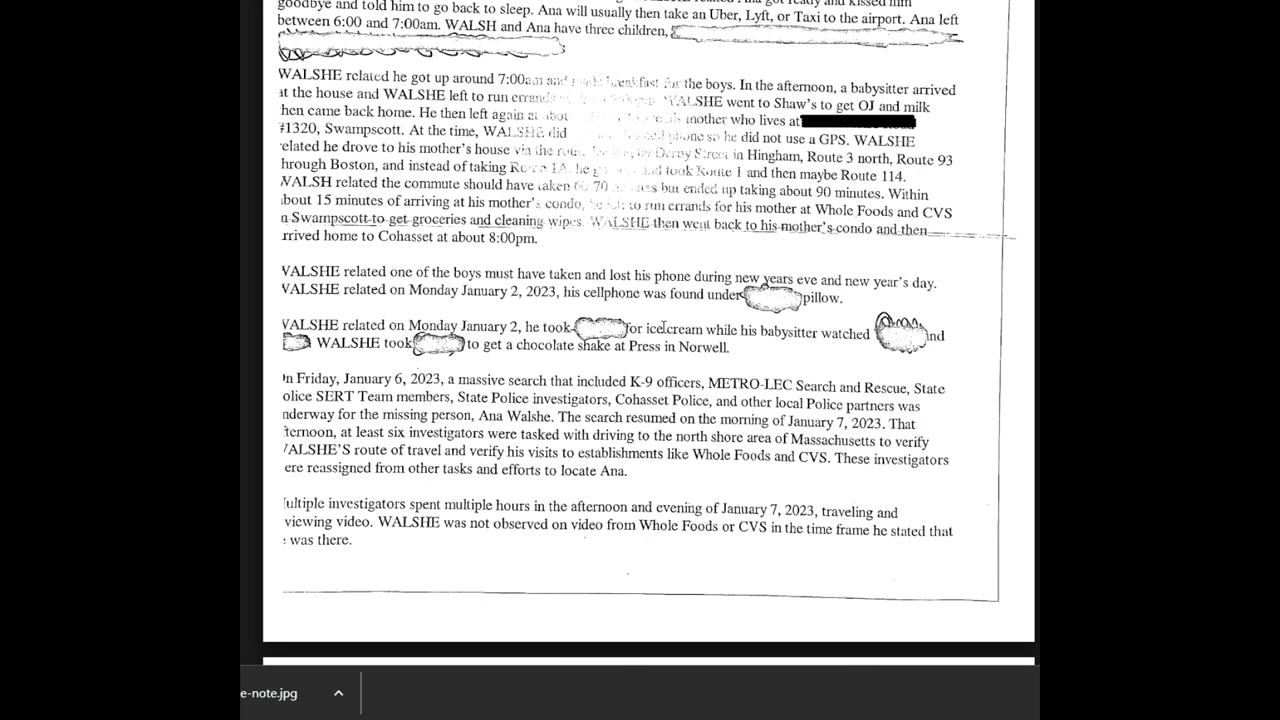 goodbye and told him to go back to sleep. Ana will usually then take an Uber, Lyft, or Taxi to the airport. Ana left
between 6:00 and 7:00am. WALSH and Ana have three children,
WALSHE related he got up around 7:00am and breakfast for the boys. In the afternoon, a babysitter arrived
at the house and WALSHE left to run errands WALSHE went to Shaw's to get OJ and milk
hen came back home. He then left again at mother who lives at
#1320, Swampscott. At the time, WALSHE did phone so he did not use a GPS. WALSHE
related he drove to his mother's house via the Derby Street in Hingham, Route 3 north, Route 93
hrough Boston, and instead of taking Route 1A, he and took Route 1 and then maybe Route 114.
WALSH related the commute should have taken 70 but ended up taking about 90 minutes. Within
bout 15 minutes of arriving at his mother's condo, to run errands for his mother at Whole Foods and CVS
n Swampscott to get groceries and cleaning wipes. WALSHE then went back to his mother's condo and then
rrived home to Cohasset at about 8:00pm.
VALSHE related one of the boys must have taken and lost his phone during new years eve and new year's day.
VALSHE related on Monday January 2, 2023, his cellphone was found under pillow.
VALSHE related on Monday January 2, he took for icecream while his babysitter watched nd
WALSHE took to get a chocolate shake at Press in Norwell.
n Friday, January 6, 2023, a massive search that included K-9 officers, METRO-LEC Search and Rescue, State
olice SERT Team members, State Police investigators, Cohasset Police, and other local Police partners was
nderway for the missing person, Ana Walshe. The search resumed on the morning of January 7, 2023. That
ternoon, at least six investigators were tasked with driving to the north shore area of Massachusetts to verify
ALSHE'S route of travel and verify his visits to establishments like Whole Foods and CVS. These investigators
ere reassigned from other tasks and efforts to locate Ana.
ultiple investigators spent multiple hours in the afternoon and evening of January 7, 2023, traveling and
viewing video. WALSHE was not observed on video from Whole Foods or CVS in the time frame he stated that
was there.
e-note.jpg